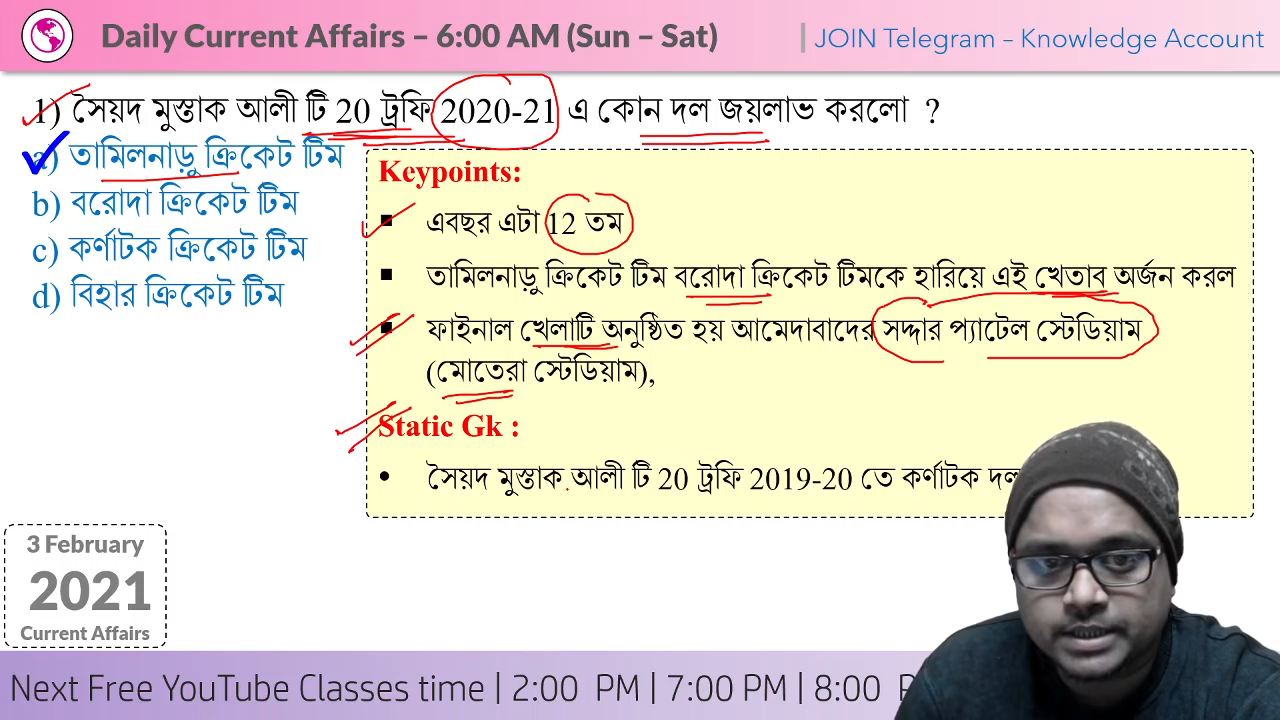 Daily Current Affairs – 6:00 AM (Sun – Sat)
| JOIN Telegram – Knowledge Account
1) সৈয়দ মুস্তাক আলী টি 20 ট্রফি 2020-21 এ কোন দল জয়লাভ করলো ?
a) তামিলনাড়ু ক্রিকেট টিম
b) বরোদা ক্রিকেট টিম
c) কর্ণাটক ক্রিকেট টিম
d) বিহার ক্রিকেট টিম
Keypoints:
▪ এবছর এটা 12 তম
▪ তামিলনাড়ু ক্রিকেট টিম বরোদা ক্রিকেট টিমকে হারিয়ে এই খেতাব অর্জন করল
▪ ফাইনাল খেলাটি অনুষ্ঠিত হয় আমেদাবাদের সদ্দার প্যাটেল স্টেডিয়াম
(মোতেরা স্টেডিয়াম),
Static Gk :
• সৈয়দ মুস্তাক আলী টি 20 ট্রফি 2019-20 তে কর্ণাটক দল
3 February
2021
Current Affairs
Next Free YouTube Classes time | 2:00 PM | 7:00 PM | 8:00